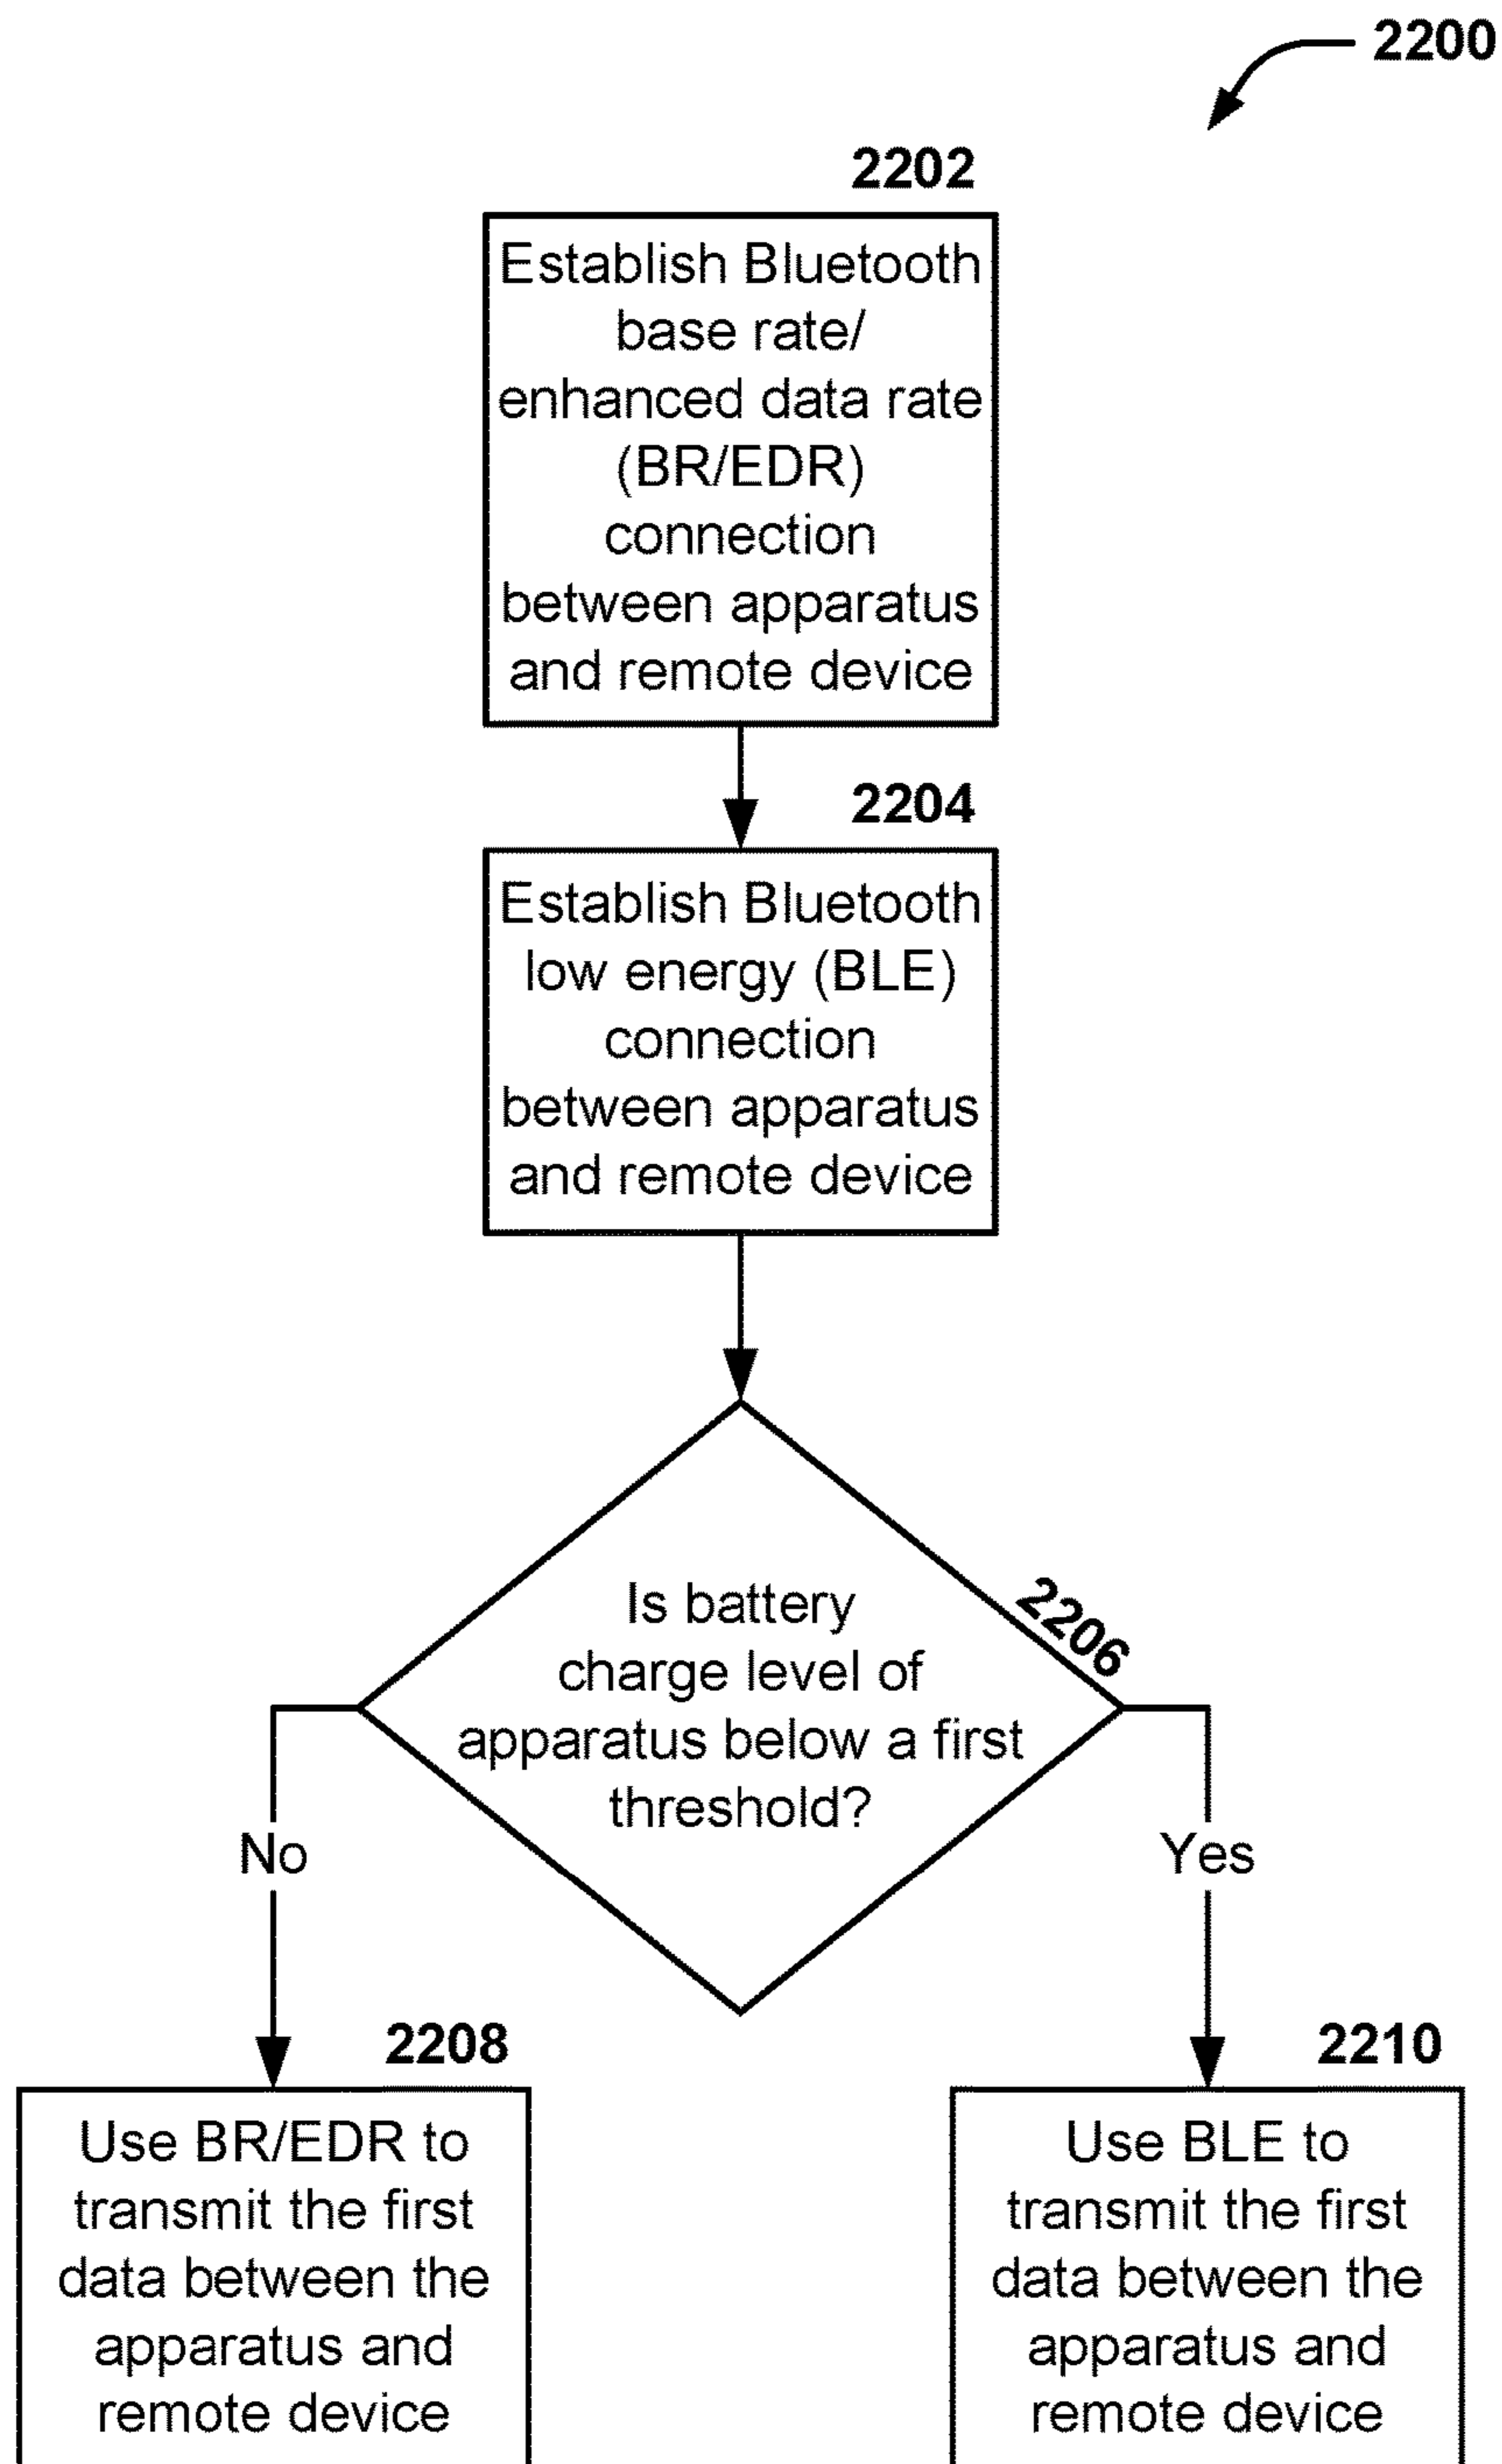 2200
2202
Establish Bluetooth
base rate/
enhanced data rate
(BR/EDR)
connection
between apparatus
and remote device
2204
Establish Bluetooth
low energy (BLE)
connection
between apparatus
and remote device
2206
Is battery
charge level of
apparatus below a first
threshold?
No
Yes
2208
Use BR/EDR to
transmit the first
data between the
apparatus and
remote device
2210
Use BLE to
transmit the first
data between the
apparatus and
remote device